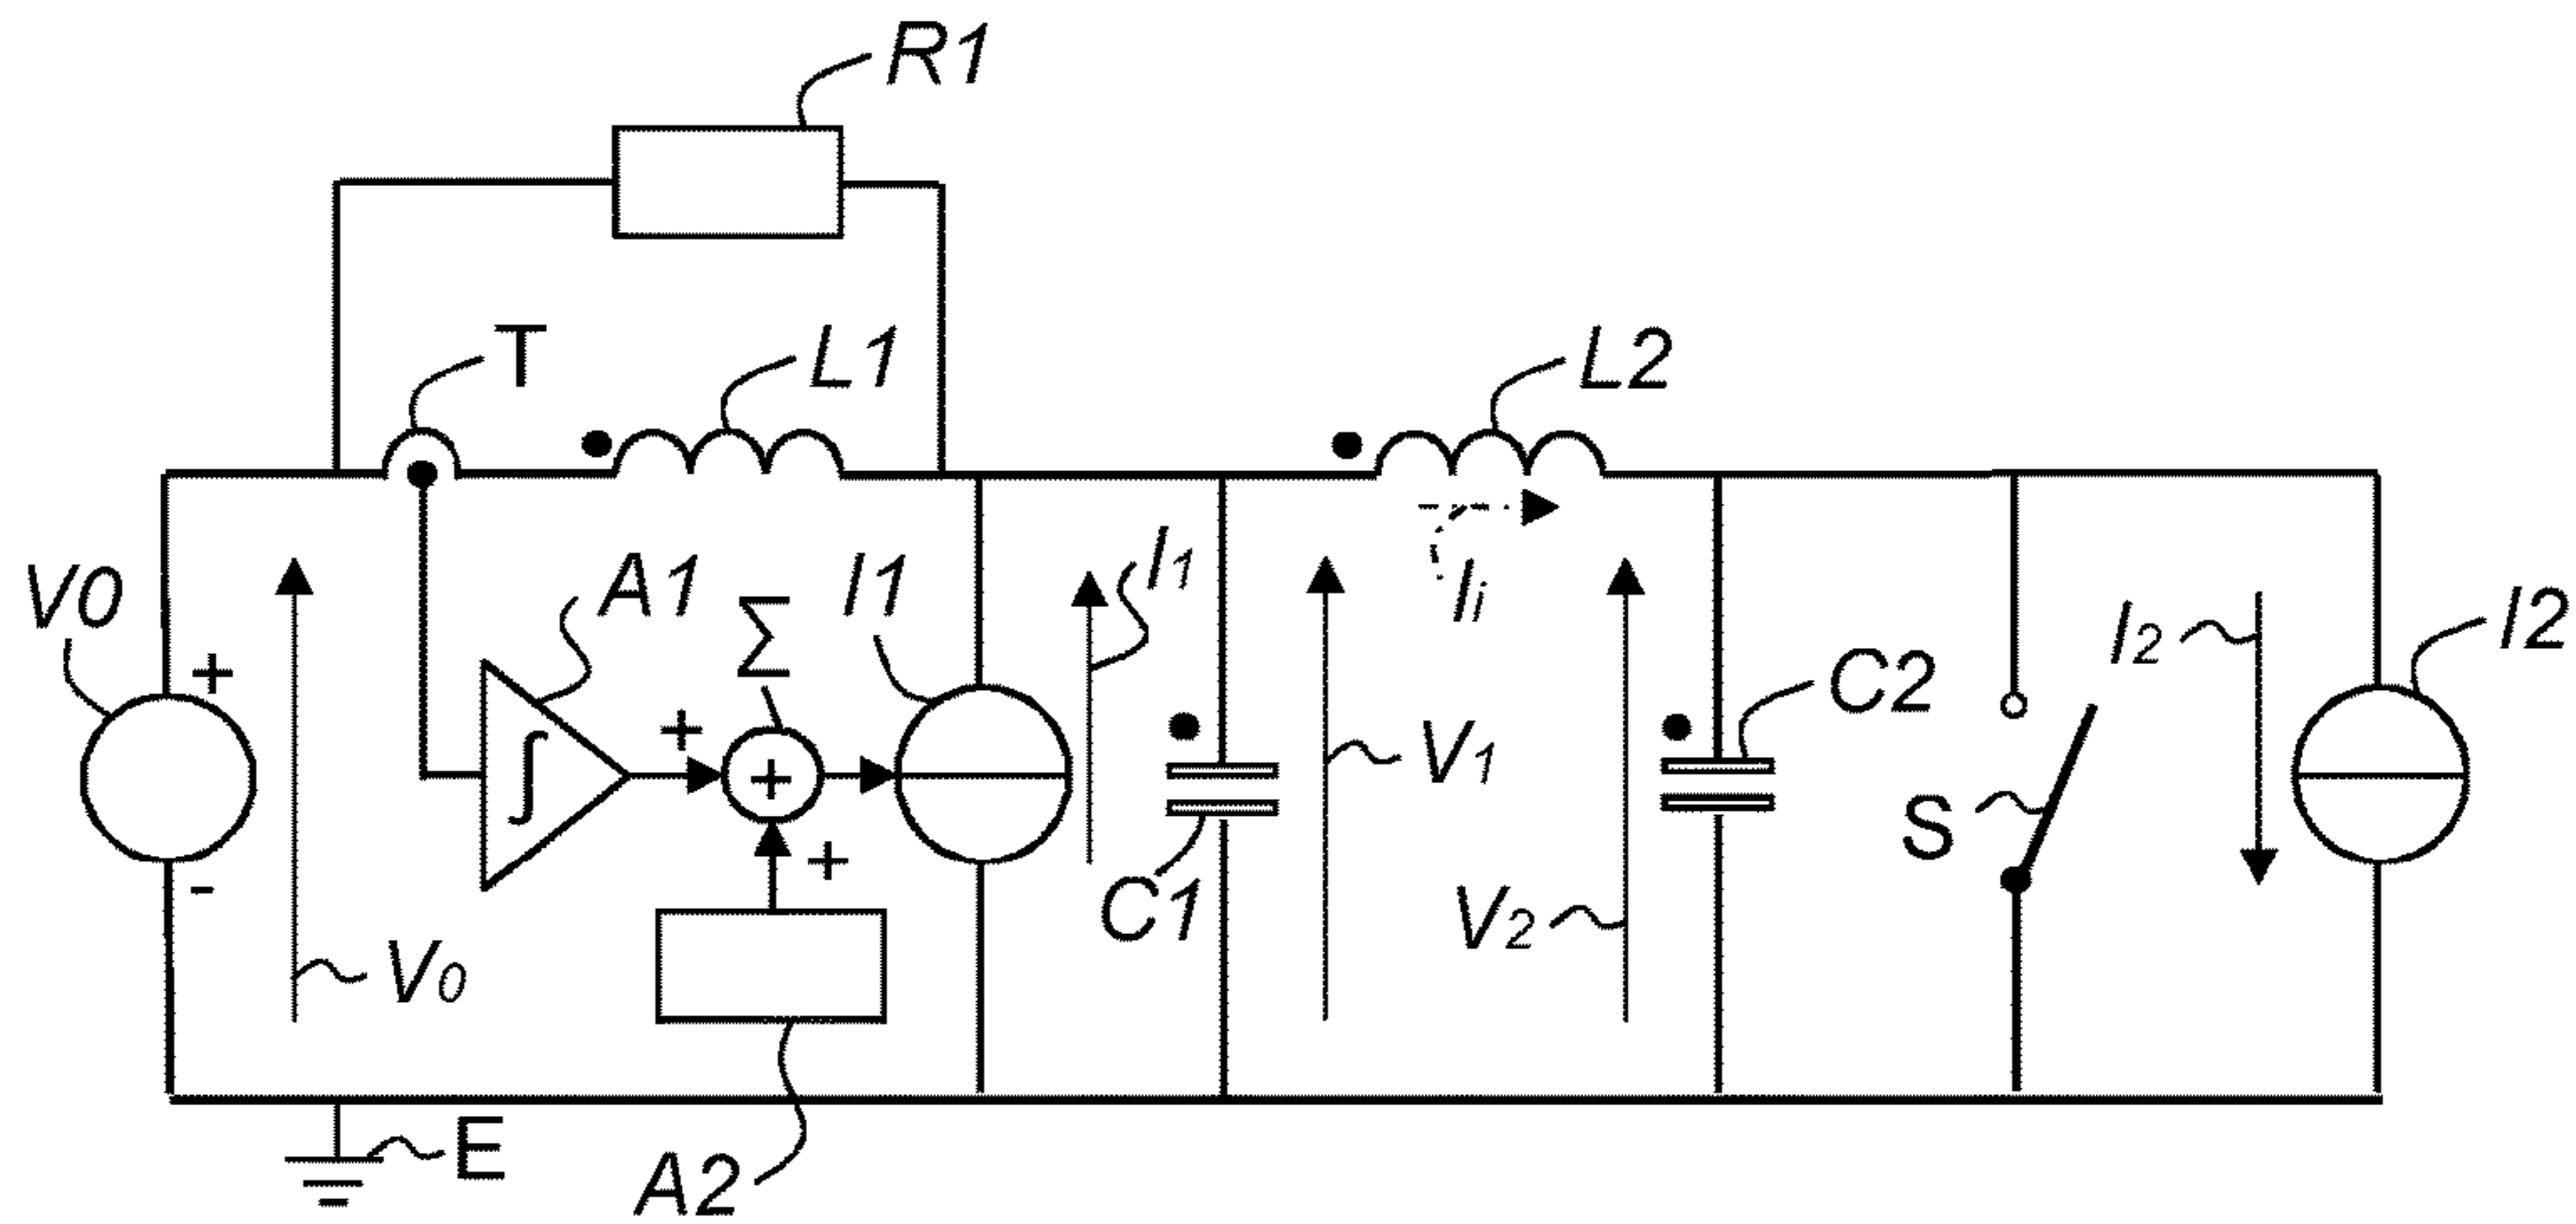 R1
T
L1
L2
V0
+
-
V0
A1
∫
Σ
+
+
+
I1
I1
C1
V1
Ii
V2
C2
S
I2
I2
A2
E